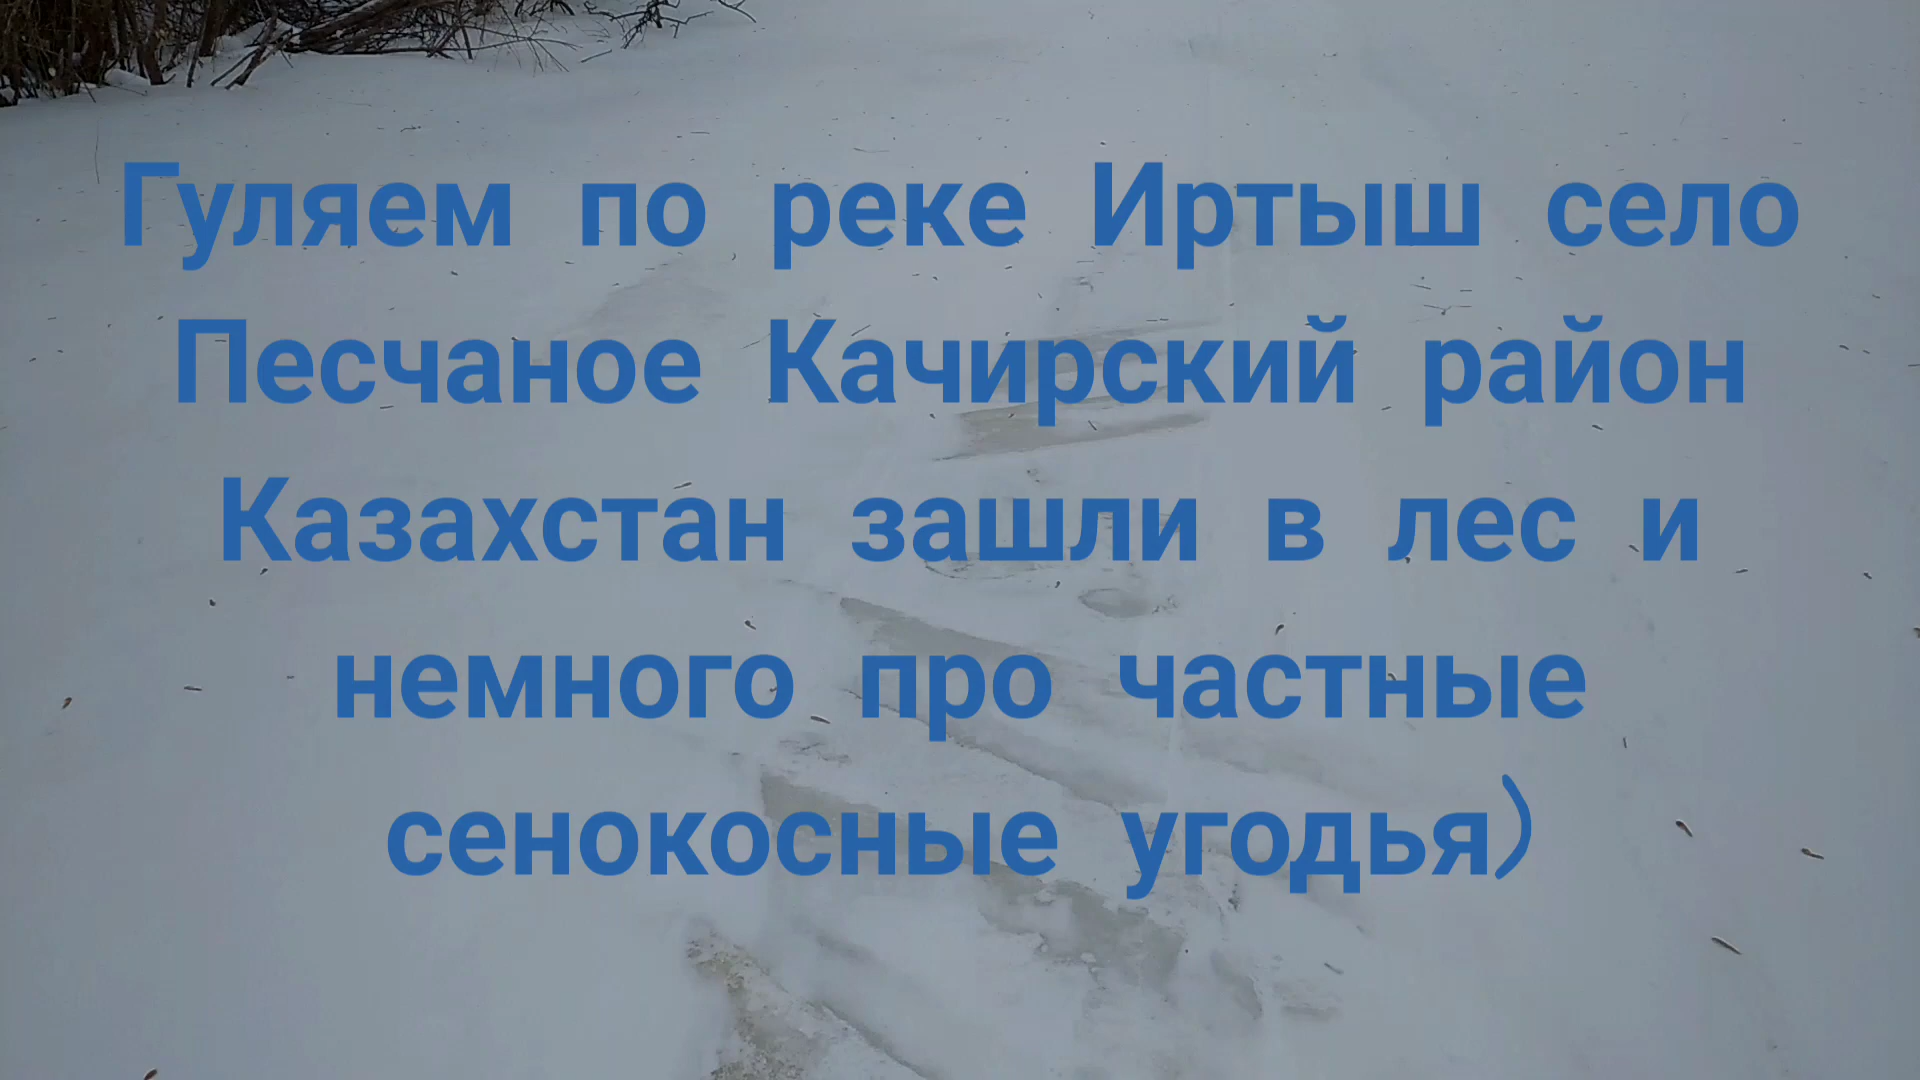 Гуляем по реке Иртыш село
Песчаное Качирский район
Казахстан зашли в лес и
немного про частные
сенокосные угодья)